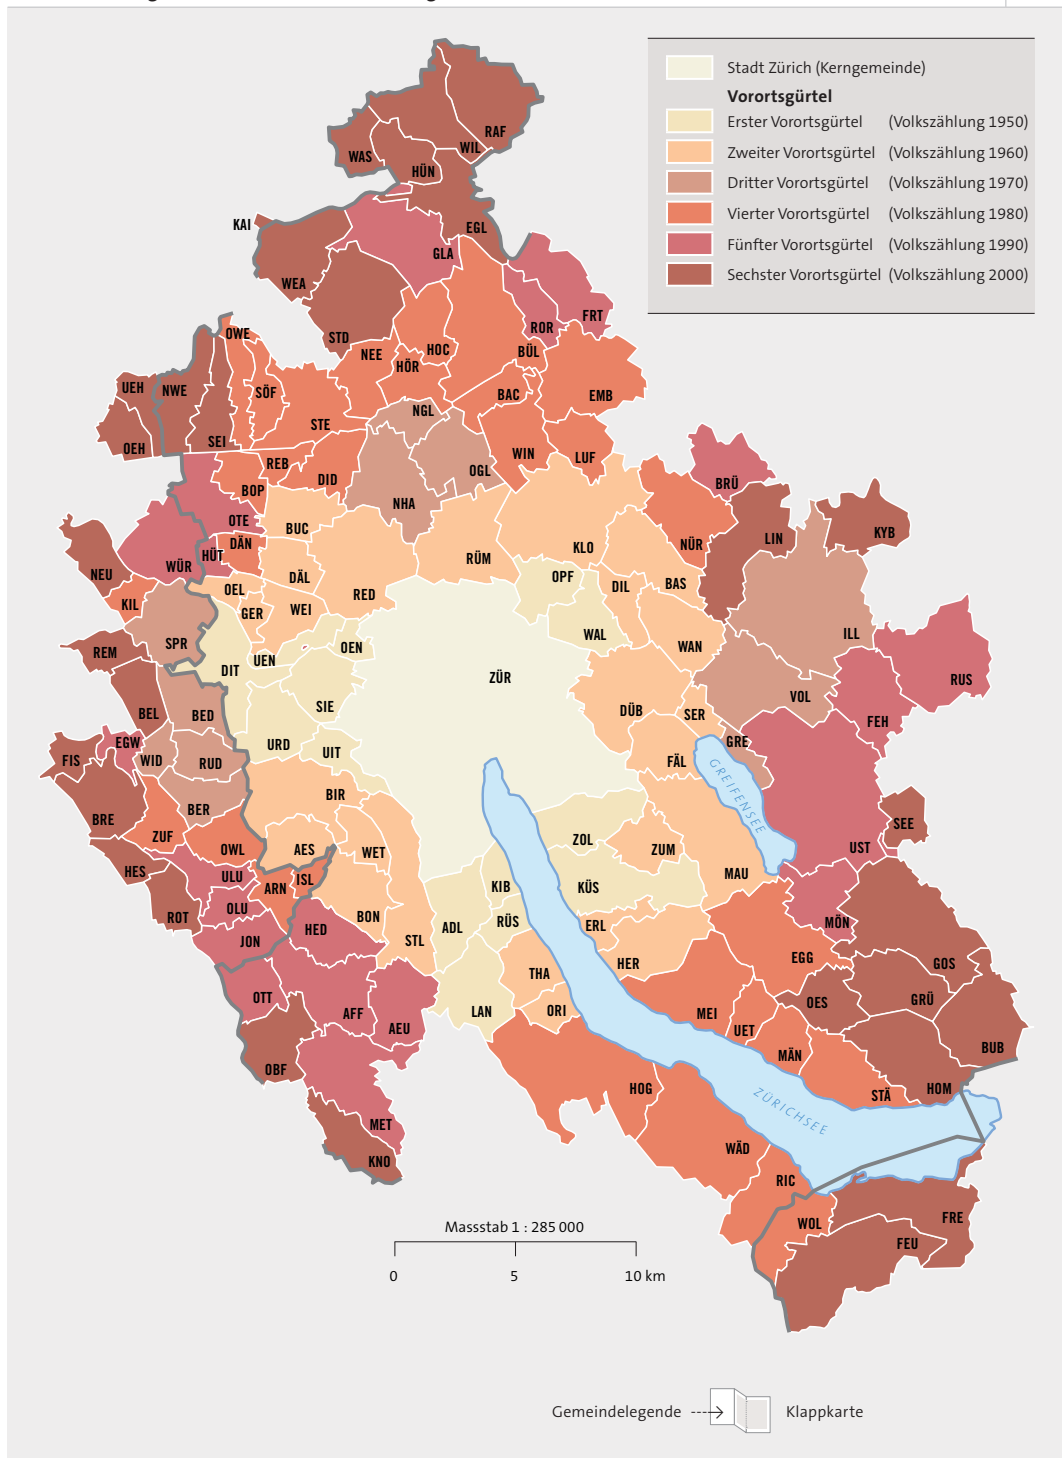 Stadt Zürich (Kerngemeinde)
Vorortsgürtel
Erster Vorortsgürtel (Volkszählung 1950)
Zweiter Vorortsgürtel (Volkszählung 1960)
Dritter Vorortsgürtel (Volkszählung 1970)
Vierter Vorortsgürtel (Volkszählung 1980)
Fünfter Vorortsgürtel (Volkszählung 1990)
Sechster Vorortsgürtel (Volkszählung 2000)
RAF
WIL
WAS
HÜN
KAI
EGL
GLA
WEA
FRT
ROR
OWE
STD
HOC
BÜL
NEE
HÖR
UEH
NWE
SÖF
BAC
EMB
NGL
STE
SEI
OEH
WIN
LUF
REB
OGL
DID
BRÜ
BOP
NHA
OTE
BUC
KYB
LIN
DÄN
NÜR
KLO
HÜT
RÜM
WÜR
NEU
DÄL
OPF
BAS
OEL
DIL
RED
KIL
GER
WEI
WAL
ILL
SPR
OEN
WAN
REM
UEN
DIT
ZÜR
RUS
VOL
SIE
DÜB
SER
BEL
BED
FEH
EGW
URD
GRE
UIT
FIS
WID
RUD
FÄL
GREIFENSEE
BIR
BER
BRE
SEE
ZUF
ZOL
OWL
AES
WET
ZUM
UST
HES
ULU
MAU
ARN
ISL
KIB
KÜS
OLU
ROT
BON
RÜS
MÖN
ERL
HED
ADL
JON
STL
EGG
HER
GOS
THA
OTT
GRÜ
OES
AFF
LAN
ORI
MEI
AEU
UET
BUB
MÄN
OBF
HOG
HOM
STÄ
ZÜRICHSEE
MET
WÄD
KNO
RIC
FRE
WOL
FEU
Massstab 1 : 285 000
0 5 10 km
Gemeindelegende Klappkarte